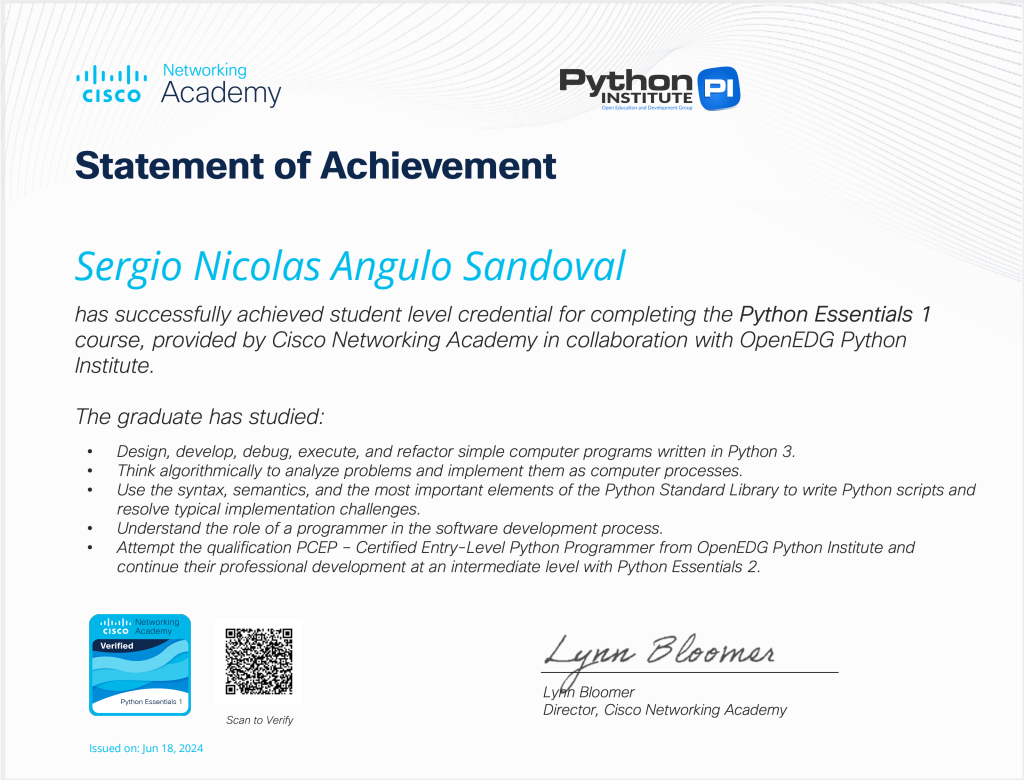 cisco Networking Academy
Python INSTITUTE PI
Open Education and Development Group
Statement of Achievement
Sergio Nicolas Angulo Sandoval
has successfully achieved student level credential for completing the Python Essentials 1
course, provided by Cisco Networking Academy in collaboration with OpenEDG Python
Institute.
The graduate has studied:
• Design, develop, debug, execute, and refactor simple computer programs written in Python 3.
• Think algorithmically to analyze problems and implement them as computer processes.
• Use the syntax, semantics, and the most important elements of the Python Standard Library to write Python scripts and
resolve typical implementation challenges.
• Understand the role of a programmer in the software development process.
• Attempt the qualification PCEP – Certified Entry-Level Python Programmer from OpenEDG Python Institute and
continue their professional development at an intermediate level with Python Essentials 2.
cisco Networking Academy
Verified
Python Essentials 1
Scan to Verify
Lynn Bloomer
Lynn Bloomer
Director, Cisco Networking Academy
Issued on: Jun 18, 2024